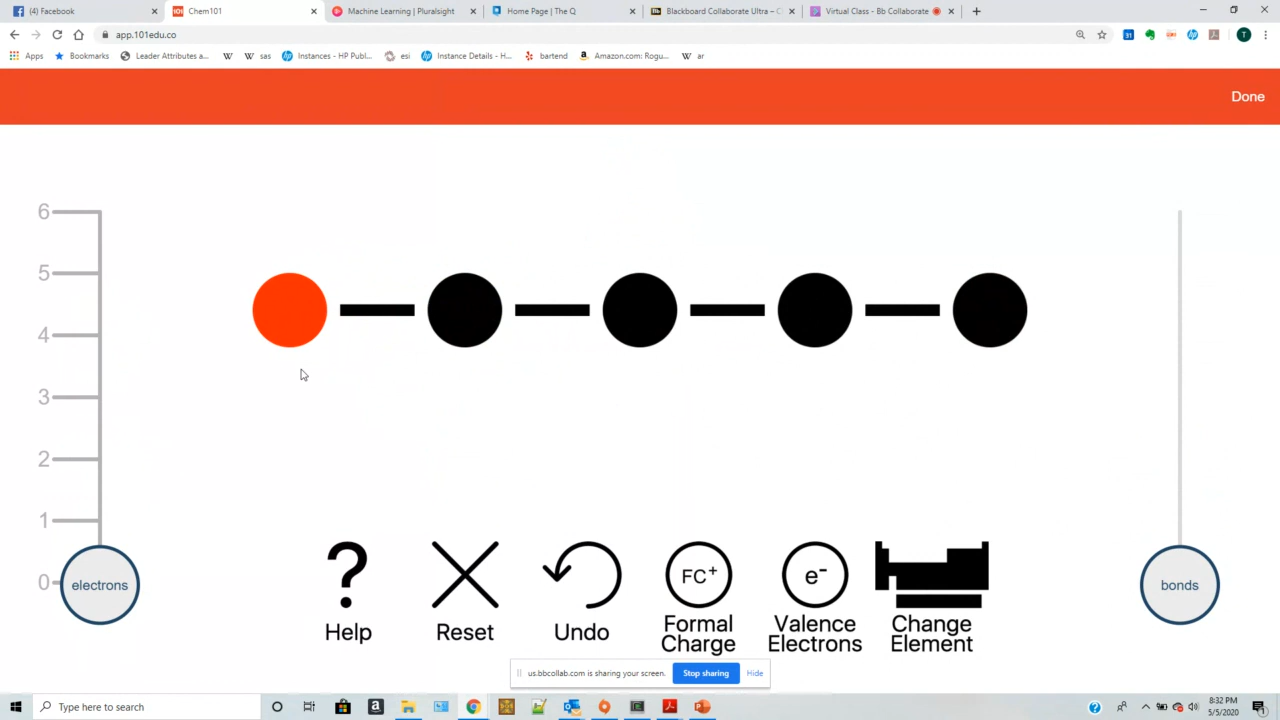 (4) Facebook
101 Chem101
Machine Learning | Pluralsight
Home Page | The Q
Blackboard Collaborate Ultra – C
Virtual Class - Bb Collaborate
app.101edu.co
31
T
Apps
Bookmarks
Leader Attributes a...
W
W sas
Instances - HP Publ...
esi
Instance Details - H...
bartend
Amazon.com: Rogu...
W ar
Done
6
5
4
3
2
1
0
electrons
bonds
FC+
e-
Help
Reset
Undo
Formal Charge
Valence Electrons
Change Element
us.bbcollab.com is sharing your screen.
Stop sharing
Hide
Type here to search
8:32 PM
5/5/2020